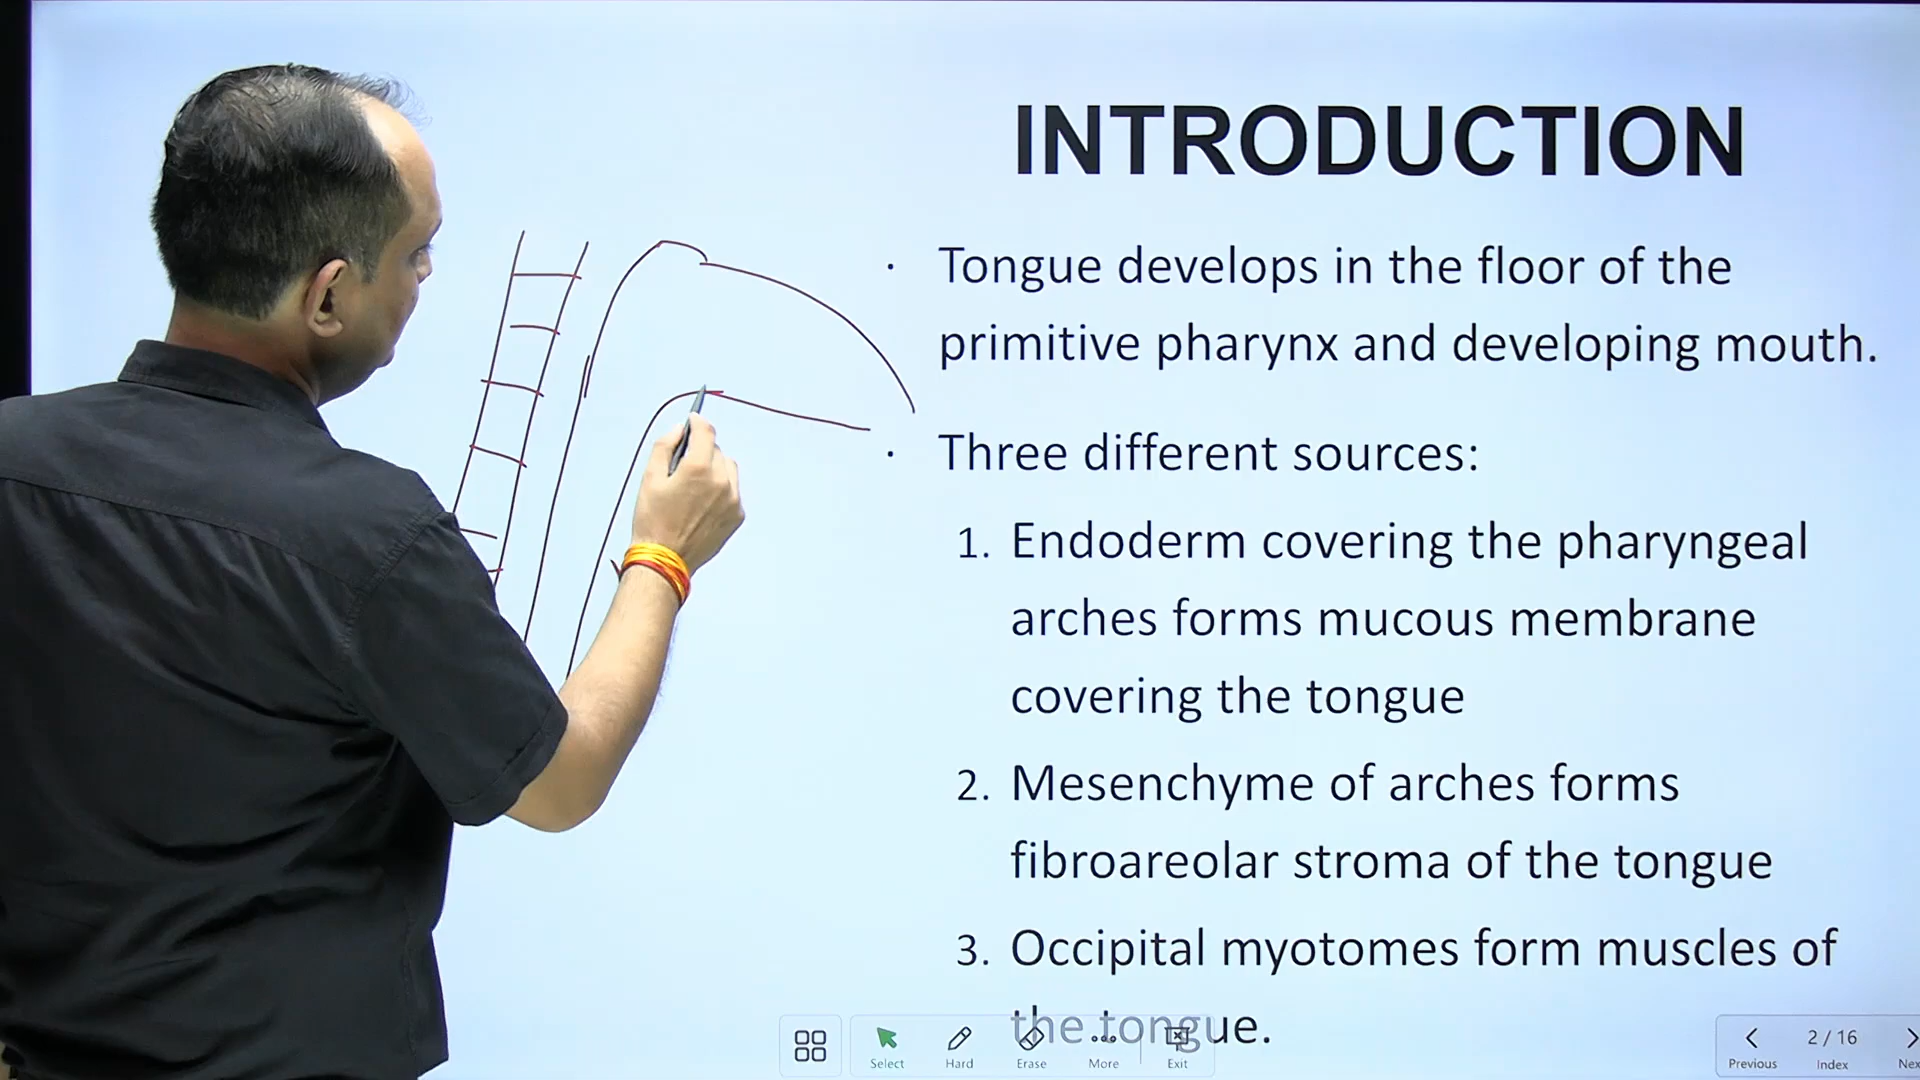 INTRODUCTION
· Tongue develops in the floor of the
primitive pharynx and developing mouth.
· Three different sources:
1. Endoderm covering the pharyngeal
arches forms mucous membrane
covering the tongue
2. Mesenchyme of arches forms
fibroareolar stroma of the tongue
3. Occipital myotomes form muscles of
the tongue.
Select Hard Erase More Exit
2 / 16
Previous Index Nex